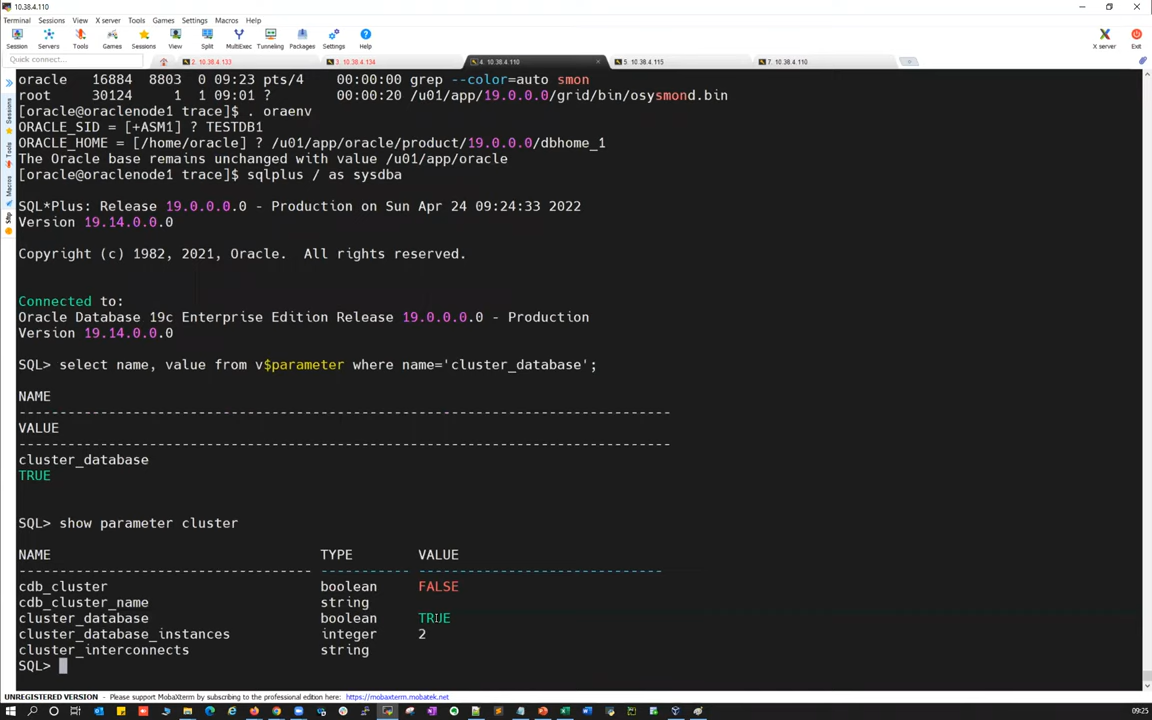 10.38.4.110
Terminal Sessions View X server Tools Games Settings Macros Help
Session Servers Tools Games Sessions View Split MultiExec Tunneling Packages Settings Help X server Exit
Quick connect...
2. 10.38.4.133
3. 10.38.4.134
4. 10.38.4.110
5. 10.38.4.115
7. 10.38.4.110
Sessions
Tools
Macros
Sftp
oracle 16884 8803 0 09:23 pts/4 00:00:00 grep --color=auto smon
root 30124 1 1 09:01 ? 00:00:20 /u01/app/19.0.0.0/grid/bin/osysmond.bin
[oracle@oraclenode1 trace]$ . oraenv
ORACLE_SID = [+ASM1] ? TESTDB1
ORACLE_HOME = [/home/oracle] ? /u01/app/oracle/product/19.0.0.0/dbhome_1
The Oracle base remains unchanged with value /u01/app/oracle
[oracle@oraclenode1 trace]$ sqlplus / as sysdba
SQL*Plus: Release 19.0.0.0.0 - Production on Sun Apr 24 09:24:33 2022
Version 19.14.0.0.0
Copyright (c) 1982, 2021, Oracle. All rights reserved.
Connected to:
Oracle Database 19c Enterprise Edition Release 19.0.0.0.0 - Production
Version 19.14.0.0.0
SQL> select name, value from v$parameter where name='cluster_database';
NAME
--------------------------------------------------------------------------------
VALUE
--------------------------------------------------------------------------------
cluster_database
TRUE
SQL> show parameter cluster
NAME TYPE VALUE
------------------------------------ ----------- ------------------------------
cdb_cluster boolean FALSE
cdb_cluster_name string
cluster_database boolean TRUE
cluster_database_instances integer 2
cluster_interconnects string
SQL>
UNREGISTERED VERSION - Please support MobaXterm by subscribing to the professional edition here: https://mobaxterm.mobatek.net
09:25